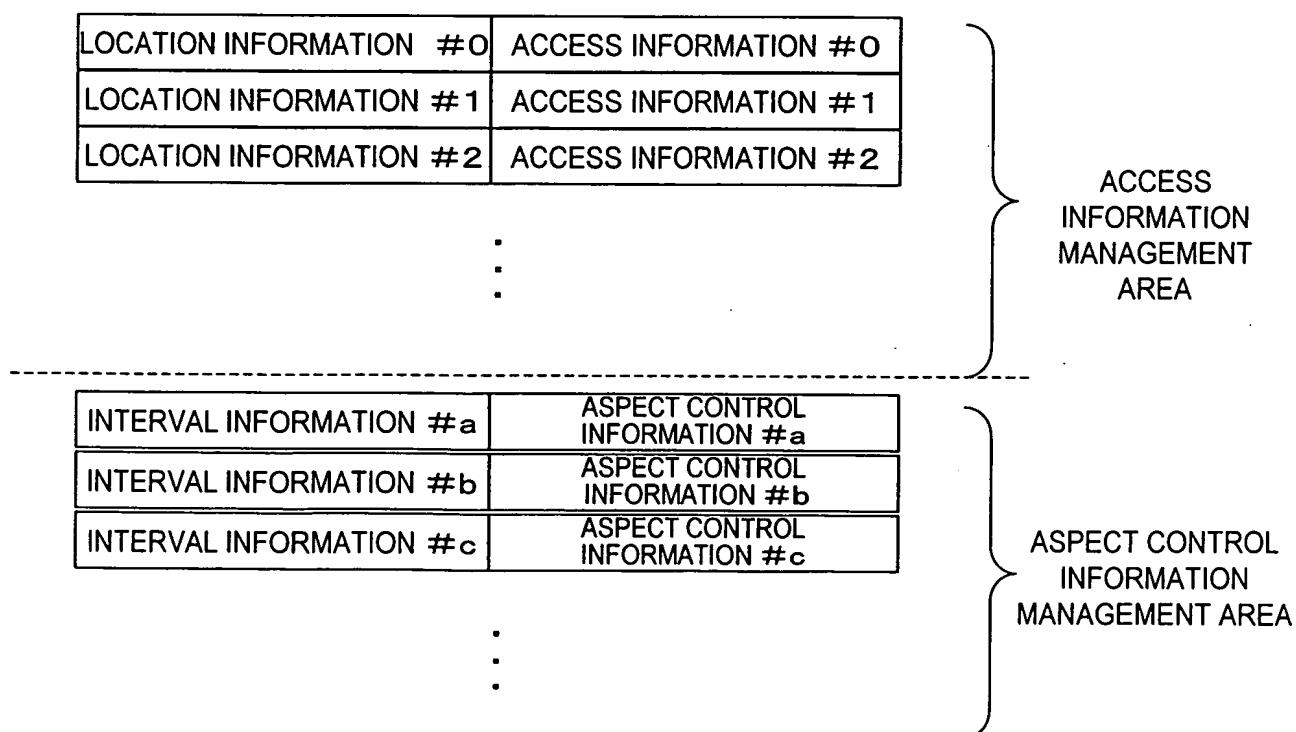 LOCATION INFORMATION #0 ACCESS INFORMATION #0
LOCATION INFORMATION #1 ACCESS INFORMATION #1
LOCATION INFORMATION #2 ACCESS INFORMATION #2
ACCESS
INFORMATION
MANAGEMENT
AREA
INTERVAL INFORMATION #a
ASPECT CONTROL
INFORMATION #a
INTERVAL INFORMATION #b
ASPECT CONTROL
INFORMATION #b
INTERVAL INFORMATION #c
ASPECT CONTROL
INFORMATION #c
ASPECT CONTROL
INFORMATION
MANAGEMENT AREA